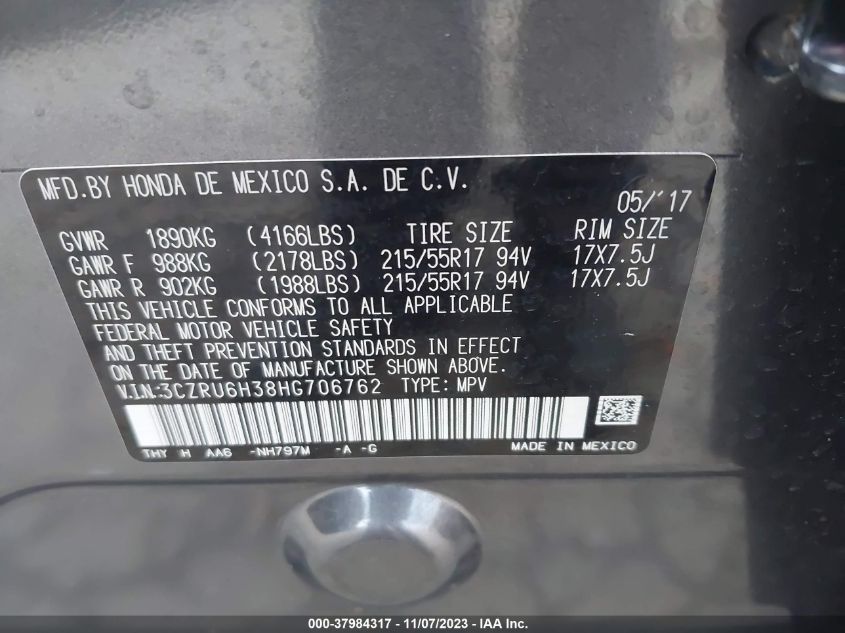 MFD.BY HONDA DE MEXICO S.A. DE C.V.
05/'17
GVWR 1890KG (4166LBS) TIRE SIZE RIM SIZE
GAWR F 988KG (2178LBS) 215/55R17 94V 17X7.5J
GAWR R 902KG (1988LBS) 215/55R17 94V 17X7.5J
THIS VEHICLE CONFORMS TO ALL APPLICABLE
FEDERAL MOTOR VEHICLE SAFETY
AND THEFT PREVENTION STANDARDS IN EFFECT
ON THE DATE OF MANUFACTURE SHOWN ABOVE.
V.I.N:3CZRU6H38HG706762 TYPE: MPV
THY H AA6 -NH797M -A -G MADE IN MEXICO
000-37984317 - 11/07/2023 - IAA Inc.